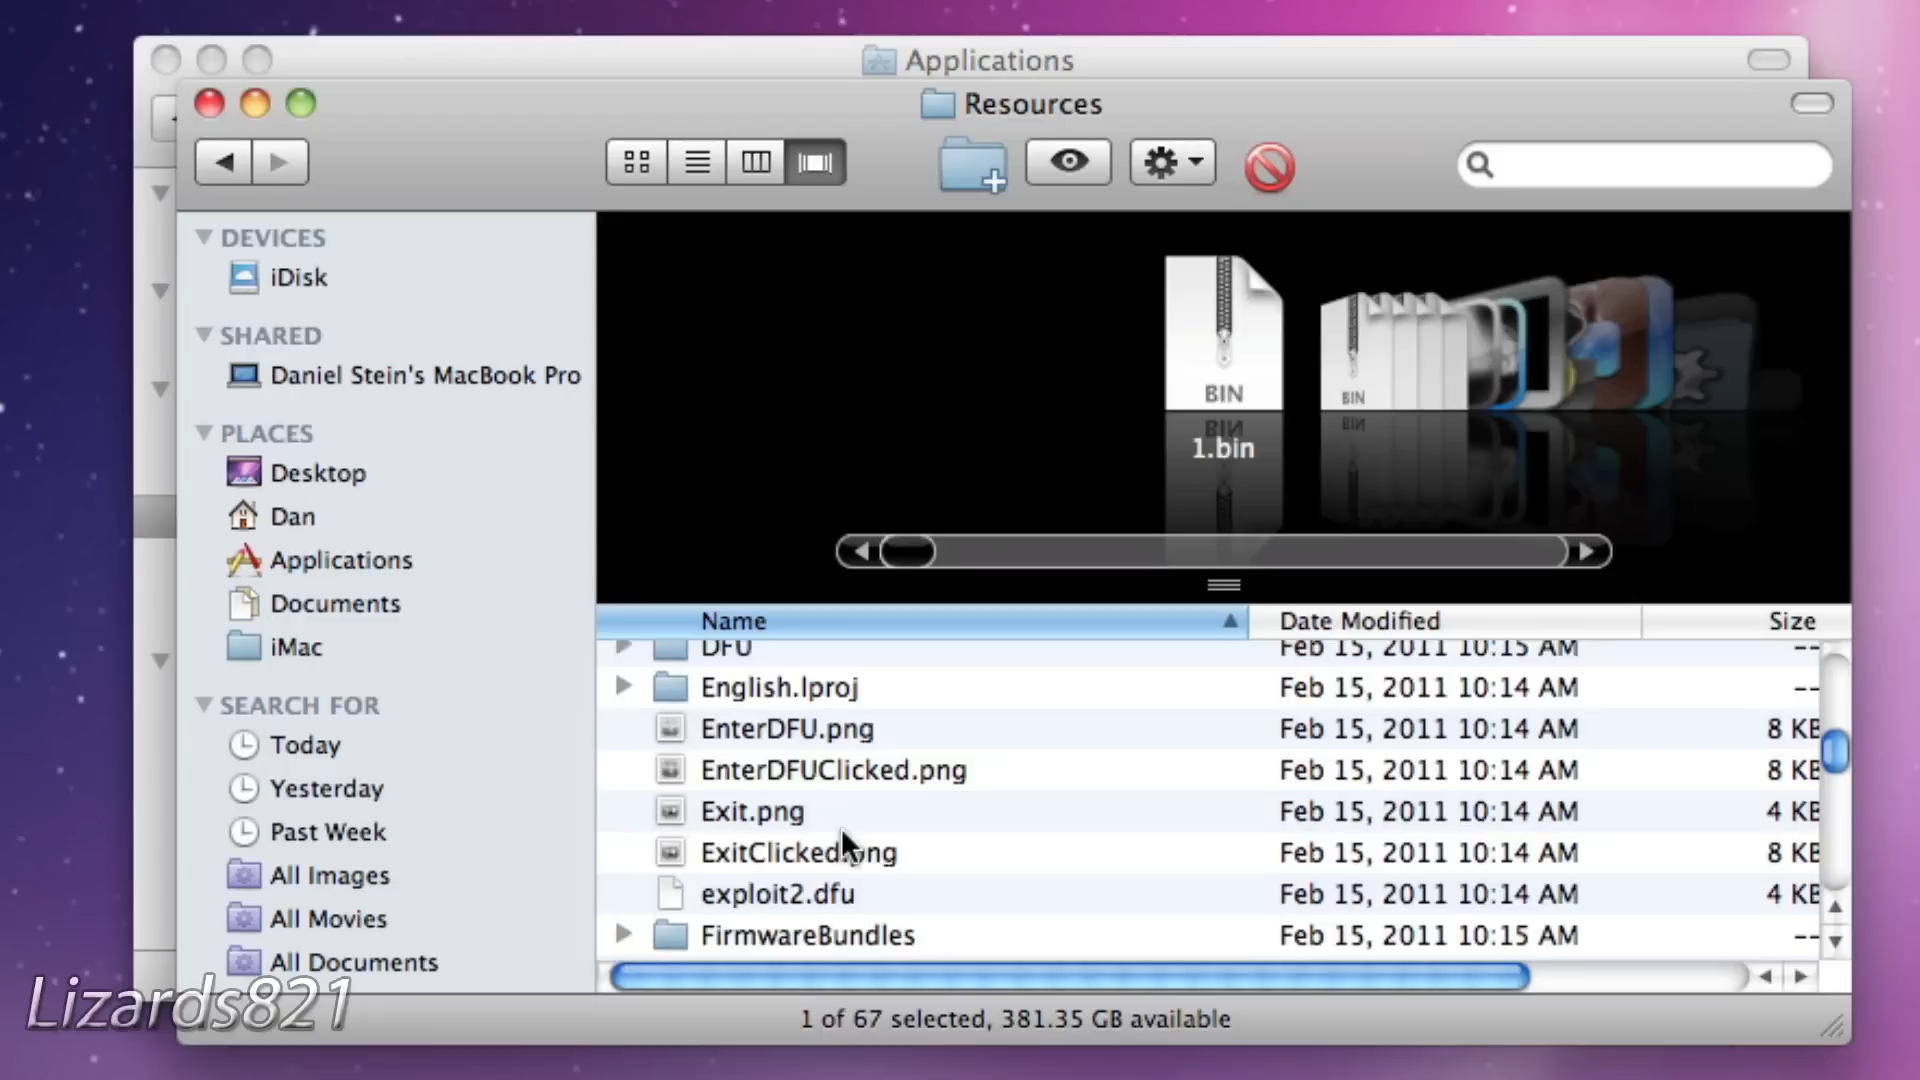 Applications
Resources
DEVICES
iDisk
SHARED
Daniel Stein's MacBook Pro
PLACES
Desktop
Dan
Applications
Documents
iMac
SEARCH FOR
Today
Yesterday
Past Week
All Images
All Movies
All Documents
BIN
BIN
BIN
BIN
1.bin
Name Date Modified Size
DFU Feb 15, 2011 10:15 AM --
English.lproj Feb 15, 2011 10:14 AM --
EnterDFU.png Feb 15, 2011 10:14 AM 8 KB
EnterDFUClicked.png Feb 15, 2011 10:14 AM 8 KB
Exit.png Feb 15, 2011 10:14 AM 4 KB
ExitClicked.png Feb 15, 2011 10:14 AM 8 KB
exploit2.dfu Feb 15, 2011 10:14 AM 4 KB
FirmwareBundles Feb 15, 2011 10:15 AM --
1 of 67 selected, 381.35 GB available
Lizards821